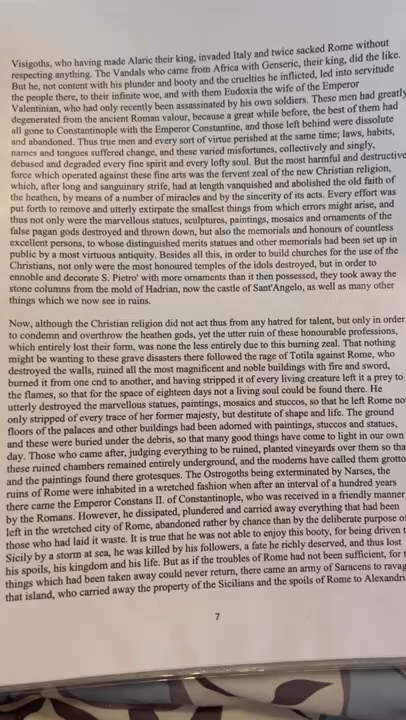 Visigoths, who having made Alaric their king, invaded Italy and twice sacked Rome without
respecting anything. The Vandals who came from Africa with Genseric, their king, did the like.
But he, not content with his plunder and booty and the cruelties he inflicted, led into servitude
the people there, to their infinite woe, and with them Eudoxia the wife of the Emperor
Valentinian, who had only recently been assassinated by his own soldiers. These men had greatly
degenerated from the ancient Roman valour, because a great while before, the best of them had
all gone to Constantinople with the Emperor Constantine, and those left behind were dissolute
and abandoned. Thus true men and every sort of virtue perished at the same time; laws, habits,
names and tongues suffered change, and these varied misfortunes, collectively and singly,
debased and degraded every fine spirit and every lofty soul. But the most harmful and destructive
force which operated against these fine arts was the fervent zeal of the new Christian religion,
which, after long and sanguinary strife, had at length vanquished and abolished the old faith of
the heathen, by means of a number of miracles and by the sincerity of its acts. Every effort was
put forth to remove and utterly extirpate the smallest things from which errors might arise, and
thus not only were the marvellous statues, sculptures, paintings, mosaics and ornaments of the
false pagan gods destroyed and thrown down, but also the memorials and honours of countless
excellent persons, to whose distinguished merits statues and other memorials had been set up in
public by a most virtuous antiquity. Besides all this, in order to build churches for the use of the
Christians, not only were the most honoured temples of the idols destroyed, but in order to
ennoble and decorate S. Pietro' with more ornaments than it then possessed, they took away the
stone columns from the mold of Hadrian, now the castle of Sant'Angelo, as well as many other
things which we now see in ruins.
Now, although the Christian religion did not act thus from any hatred for talent, but only in order
to condemn and overthrow the heathen gods, yet the utter ruin of these honourable professions,
which entirely lost their form, was none the less entirely due to this burning zeal. That nothing
might be wanting to these grave disasters there followed the rage of Totila against Rome, who
destroyed the walls, ruined all the most magnificent and noble buildings with fire and sword,
burned it from one end to another, and having stripped it of every living creature left it a prey to
the flames, so that for the space of eighteen days not a living soul could be found there. He
utterly destroyed the marvellous statues, paintings, mosaics and stuccos, so that he left Rome no
only stripped of every trace of her former majesty, but destitute of shape and life. The ground
floors of the palaces and other buildings had been adorned with paintings, stuccos and statues,
and these were buried under the debris, so that many good things have come to light in our own
day. Those who came after, judging everything to be ruined, planted vineyards over them so tha
these ruined chambers remained entirely underground, and the moderns have called them grotto
and the paintings found there grotesques. The Ostrogoths being exterminated by Narses, the
ruins of Rome were inhabited in a wretched fashion when after an interval of a hundred years
there came the Emperor Constans II. of Constantinople, who was received in a friendly manner
by the Romans. However, he dissipated, plundered and carried away everything that had been
left in the wretched city of Rome, abandoned rather by chance than by the deliberate purpose of
those who had laid it waste. It is true that he was not able to enjoy this booty, for being driven t
Sicily by a storm at sea, he was killed by his followers, a fate he richly deserved, and thus lost
his spoils, his kingdom and his life. But as if the troubles of Rome had not been sufficient, for t
things which had been taken away could never return, there came an army of Saracens to ravag
that island, who carried away the property of the Sicilians and the spoils of Rome to Alexandri
7